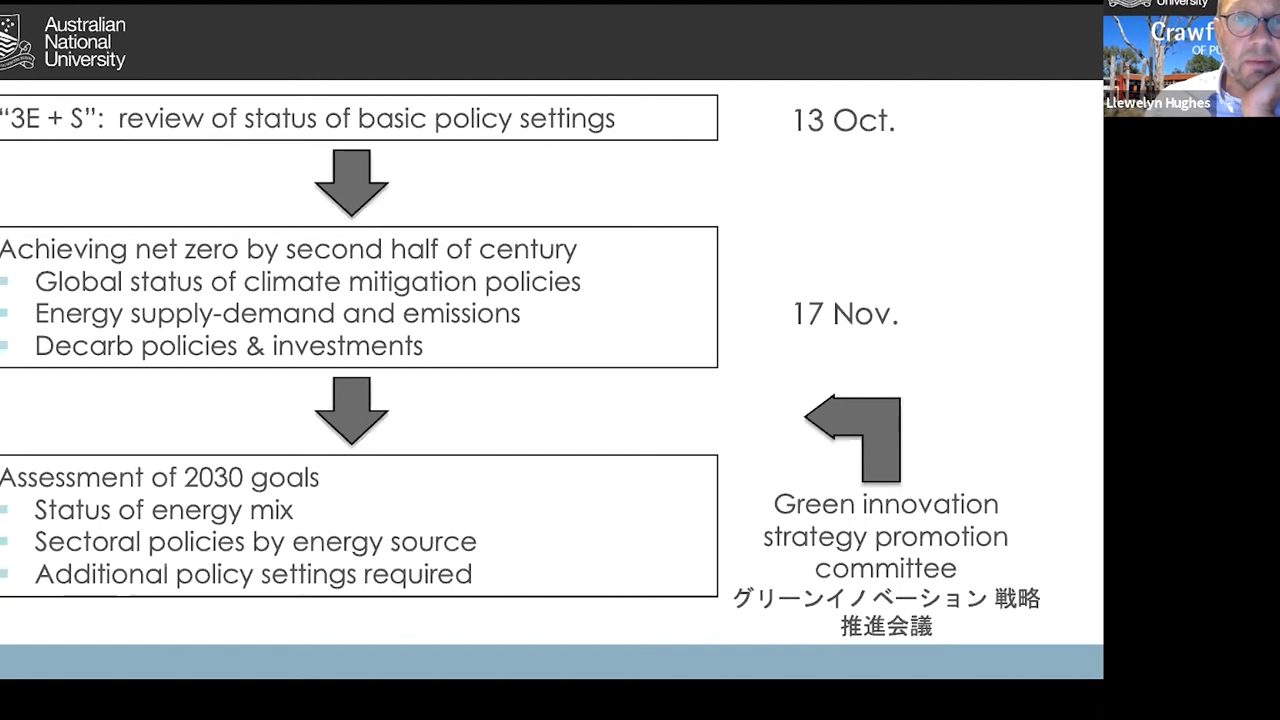 Australian
National
University
“3E + S”: review of status of basic policy settings
13 Oct.
Achieving net zero by second half of century
Global status of climate mitigation policies
Energy supply-demand and emissions
Decarb policies & investments
17 Nov.
Assessment of 2030 goals
Status of energy mix
Sectoral policies by energy source
Additional policy settings required
Green innovation
strategy promotion
committee
グリーンイノベーション 戦略
推進会議
University
Crawf
OF PU
Llewelyn Hughes